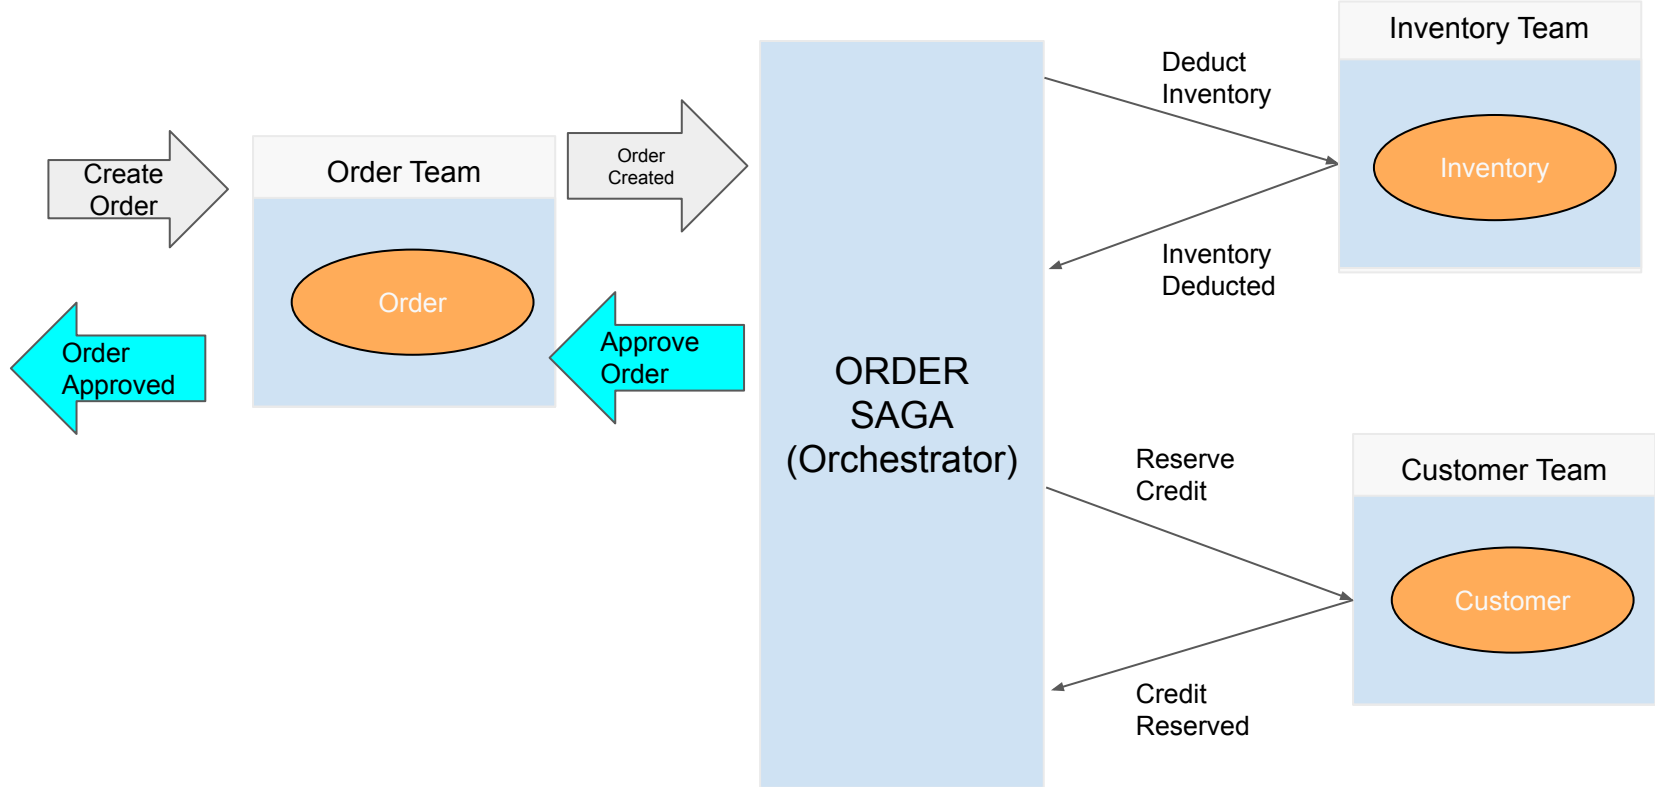 Create
Order
Order Team
Order
Order
Created
Order
Approved
Approve
Order
ORDER
SAGA
(Orchestrator)
Deduct
Inventory
Inventory
Deducted
Inventory Team
Inventory
Reserve
Credit
Credit
Reserved
Customer Team
Customer